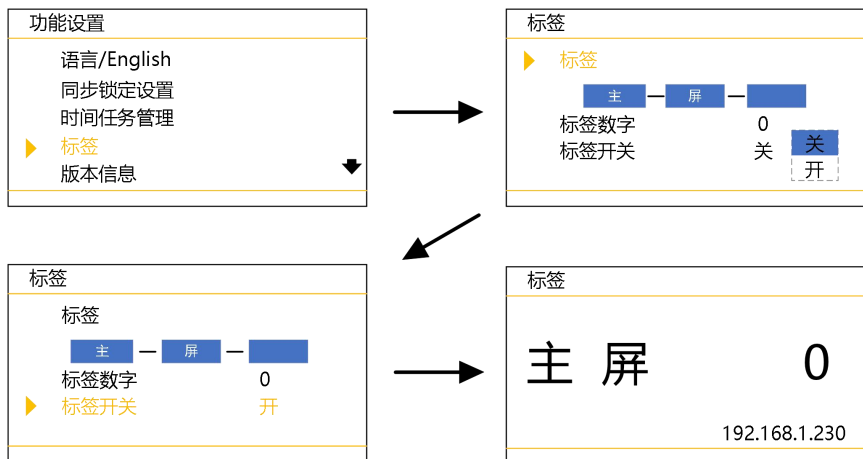 功能设置
语言/English
同步锁定设置
时间任务管理
标签
版本信息
标签
标签
主 屏
标签数字 0
标签开关 关
关
开
标签
标签
主 屏
标签数字 0
标签开关 开
标签
主 屏 0
192.168.1.230